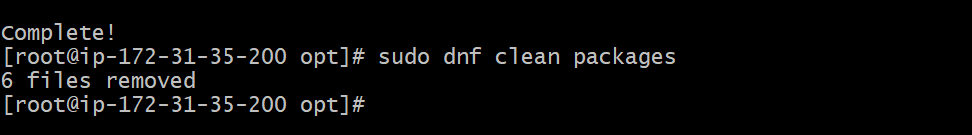 Complete!
[root@ip-172-31-35-200 opt]# sudo dnf clean packages
6 files removed
[root@ip-172-31-35-200 opt]#